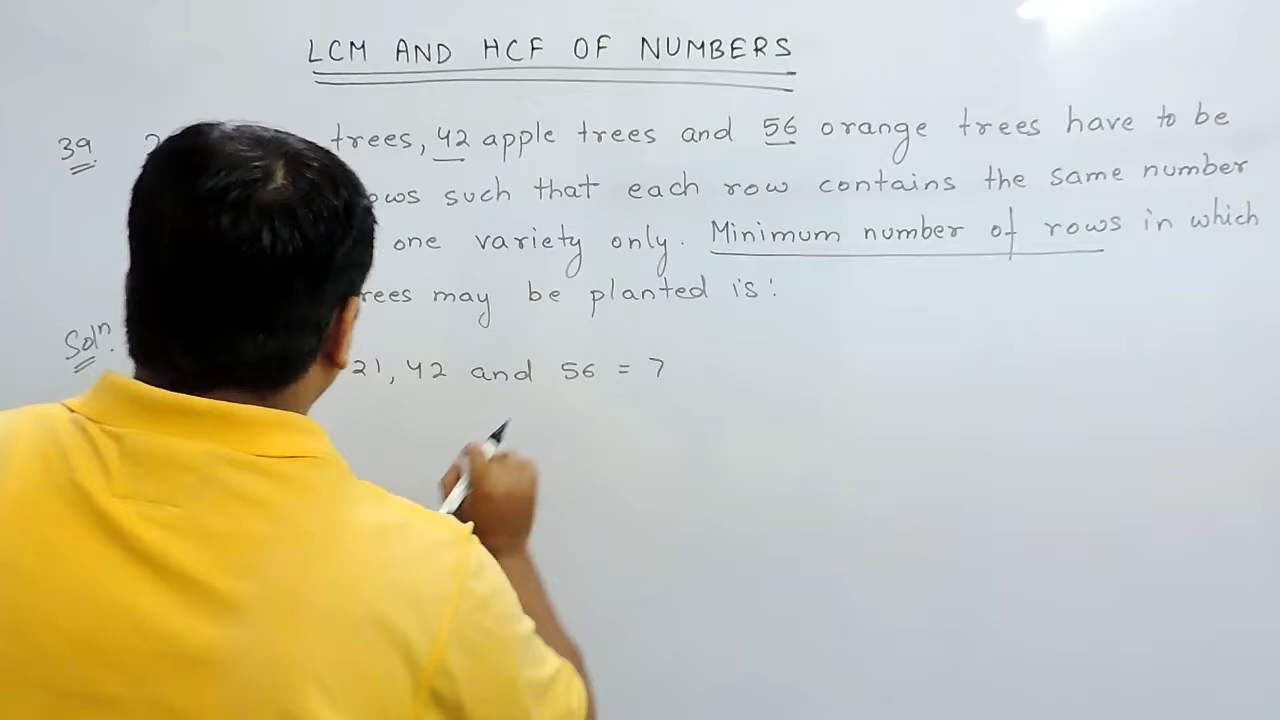 LCM AND HCF OF NUMBERS
39. trees, 42 apple trees and 56 orange trees have to be
such that each row contains the same number
one variety only. Minimum number of rows in which
may be planted is:
Solⁿ.
21, 42 and 56 = 7